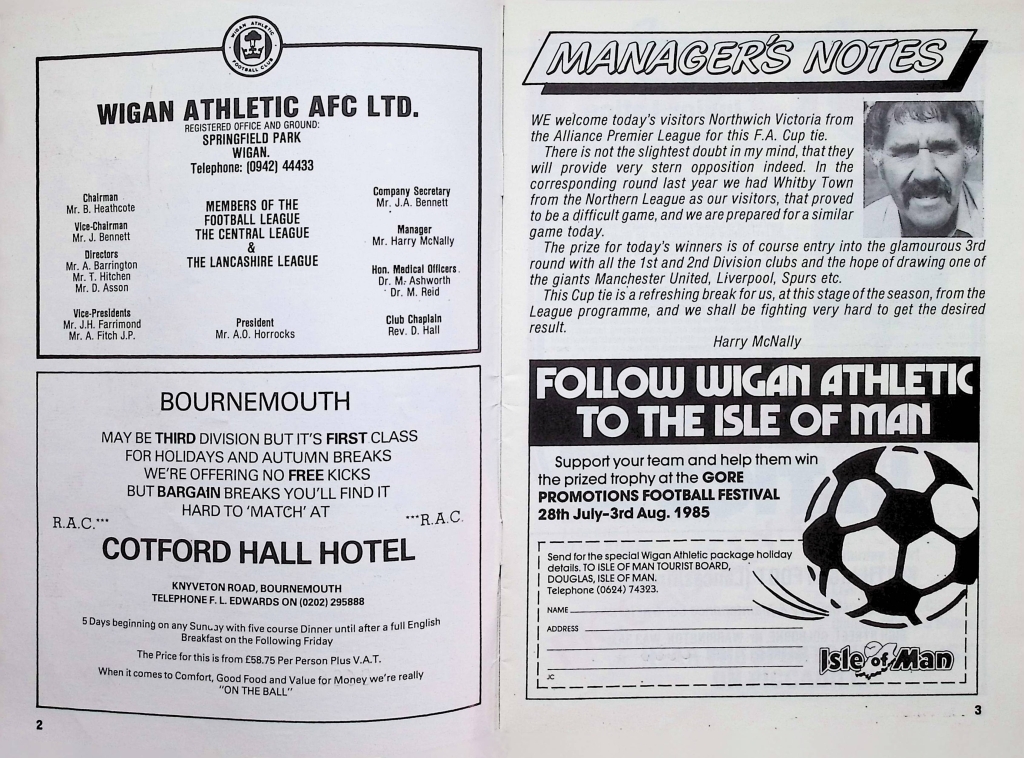 WIGAN ATHLETIC
FOOTBALL CLUB
WIGAN ATHLETIC AFC LTD.
REGISTERED OFFICE AND GROUND:
SPRINGFIELD PARK
WIGAN.
Telephone: (0942) 44433
Chairman
Mr. B. Heathcote
Vice-Chairman
Mr. J. Bennett
Directors
Mr. A. Barrington
Mr. T. Hitchen
Mr. D. Asson
Vice-Presidents
Mr. J.H. Farrimond
Mr. A. Fitch J.P.
MEMBERS OF THE
FOOTBALL LEAGUE
THE CENTRAL LEAGUE
&
THE LANCASHIRE LEAGUE
President
Mr. A.O. Horrocks
Company Secretary
Mr. J.A. Bennett
Manager
Mr. Harry McNally
Hon. Medical Officers.
Dr. M. Ashworth
Dr. M. Reid
Club Chaplain
Rev. D. Hall
BOURNEMOUTH
MAY BE THIRD DIVISION BUT IT'S FIRST CLASS
FOR HOLIDAYS AND AUTUMN BREAKS
WE'RE OFFERING NO FREE KICKS
BUT BARGAIN BREAKS YOU'LL FIND IT
HARD TO 'MATCH' AT
R.A.C.*** ***R.A.C.
COTFORD HALL HOTEL
KNYVETON ROAD, BOURNEMOUTH
TELEPHONE F. L. EDWARDS ON (0202) 295888
5 Days beginning on any Sunday with five course Dinner until after a full English
Breakfast on the Following Friday
The Price for this is from £58.75 Per Person Plus V.A.T.
When it comes to Comfort, Good Food and Value for Money we're really
"ON THE BALL"
2
MANAGER'S NOTES
WE welcome today's visitors Northwich Victoria from
the Alliance Premier League for this F.A. Cup tie.
There is not the slightest doubt in my mind, that they
will provide very stern opposition indeed. In the
corresponding round last year we had Whitby Town
from the Northern League as our visitors, that proved
to be a difficult game, and we are prepared for a similar
game today.
The prize for today's winners is of course entry into the glamourous 3rd
round with all the 1st and 2nd Division clubs and the hope of drawing one of
the giants Manchester United, Liverpool, Spurs etc.
This Cup tie is a refreshing break for us, at this stage of the season, from the
League programme, and we shall be fighting very hard to get the desired
result.
Harry McNally
FOLLOW WIGAN ATHLETIC
TO THE ISLE OF MAN
Support your team and help them win
the prized trophy at the GORE
PROMOTIONS FOOTBALL FESTIVAL
28th July–3rd Aug. 1985
Send for the special Wigan Athletic package holiday
details. TO ISLE OF MAN TOURIST BOARD,
DOUGLAS, ISLE OF MAN.
Telephone (0624) 74323.
NAME
ADDRESS
JC
Isle of Man
3